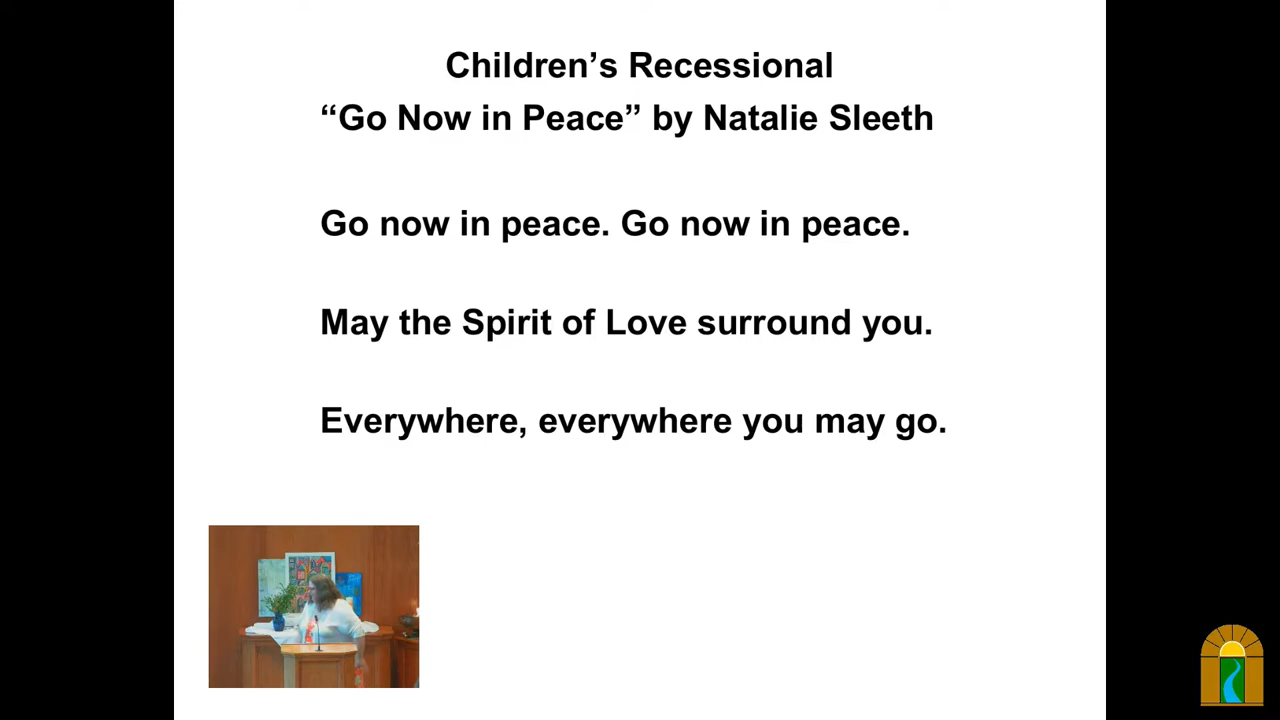 Children’s Recessional
“Go Now in Peace” by Natalie Sleeth
Go now in peace. Go now in peace.
May the Spirit of Love surround you.
Everywhere, everywhere you may go.